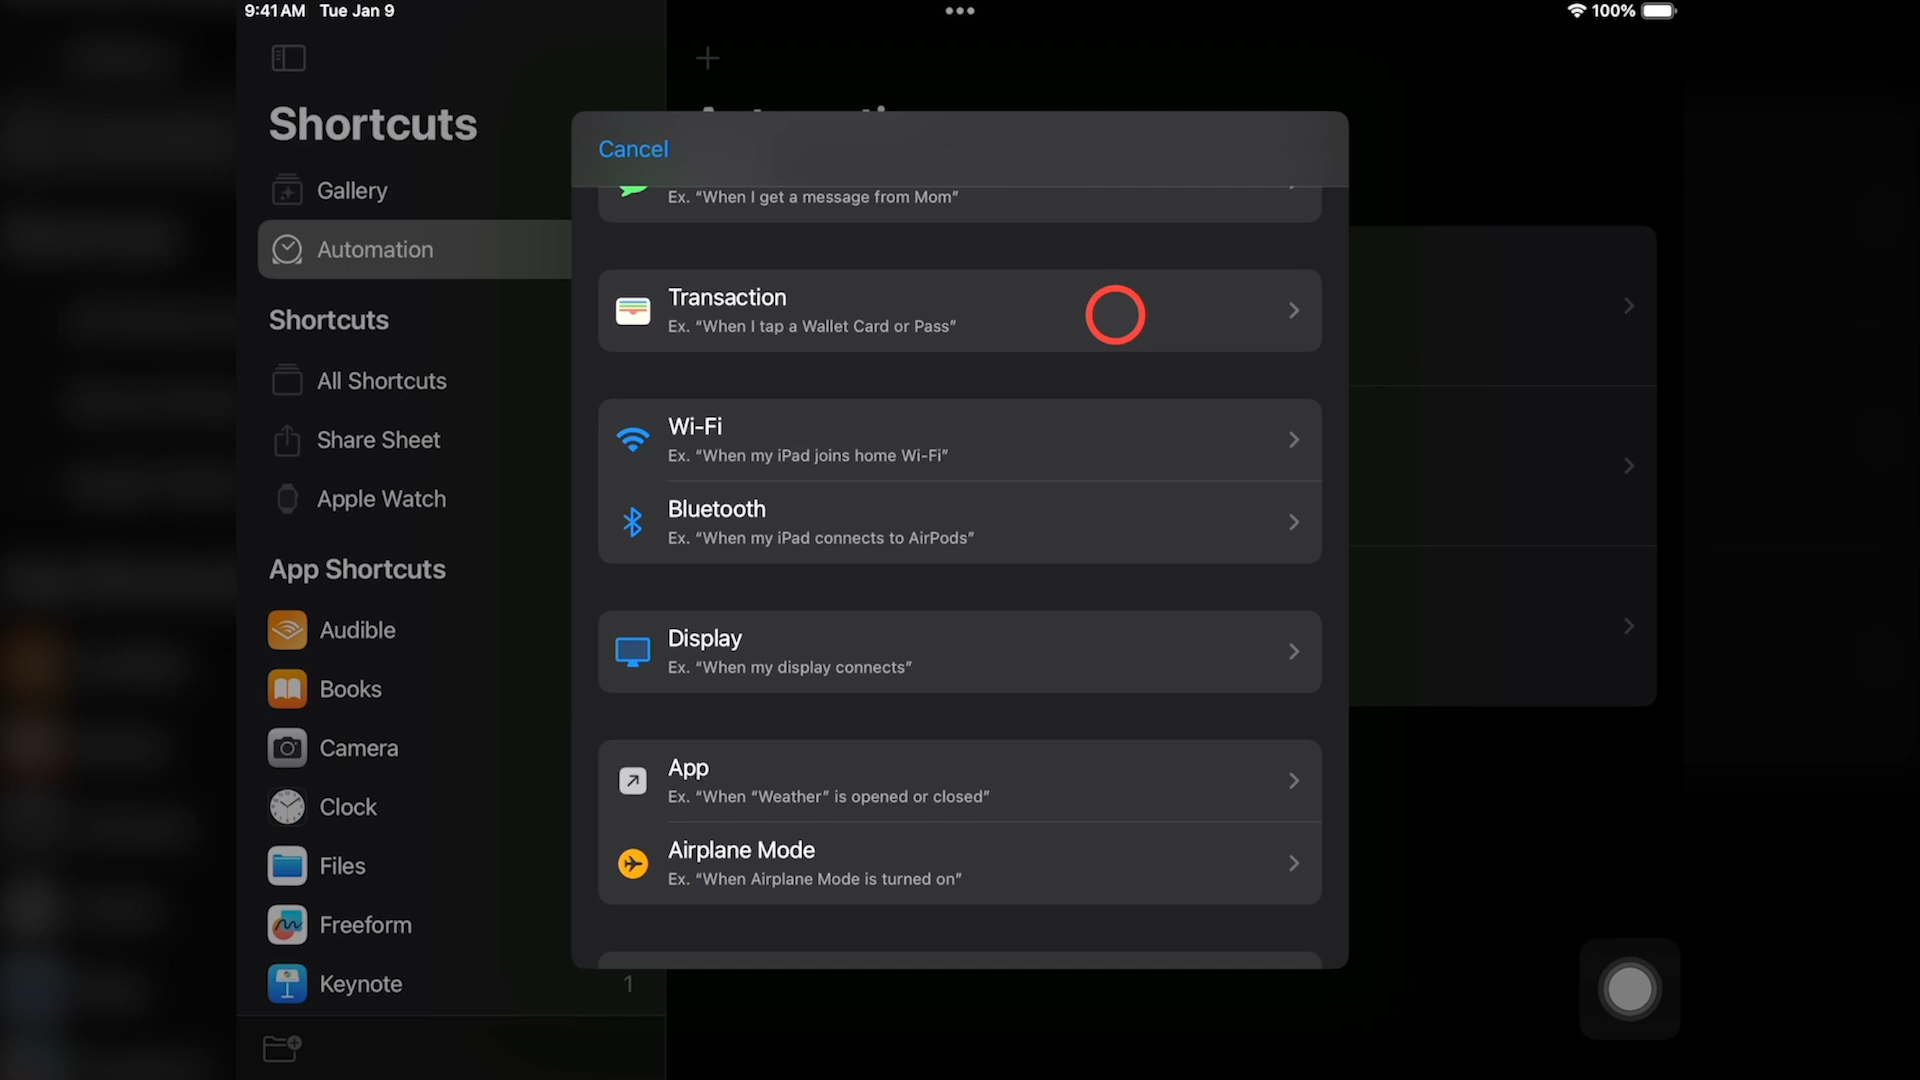 9:41 AM Tue Jan 9
100%
Shortcuts
Gallery
Automation
Shortcuts
All Shortcuts
Share Sheet
Apple Watch
App Shortcuts
Audible
Books
Camera
Clock
Files
Freeform
Keynote
1
Cancel
Ex. “When I get a message from Mom”
Transaction
Ex. “When I tap a Wallet Card or Pass”
Wi-Fi
Ex. “When my iPad joins home Wi-Fi”
Bluetooth
Ex. “When my iPad connects to AirPods”
Display
Ex. “When my display connects”
App
Ex. “When “Weather” is opened or closed”
Airplane Mode
Ex. “When Airplane Mode is turned on”